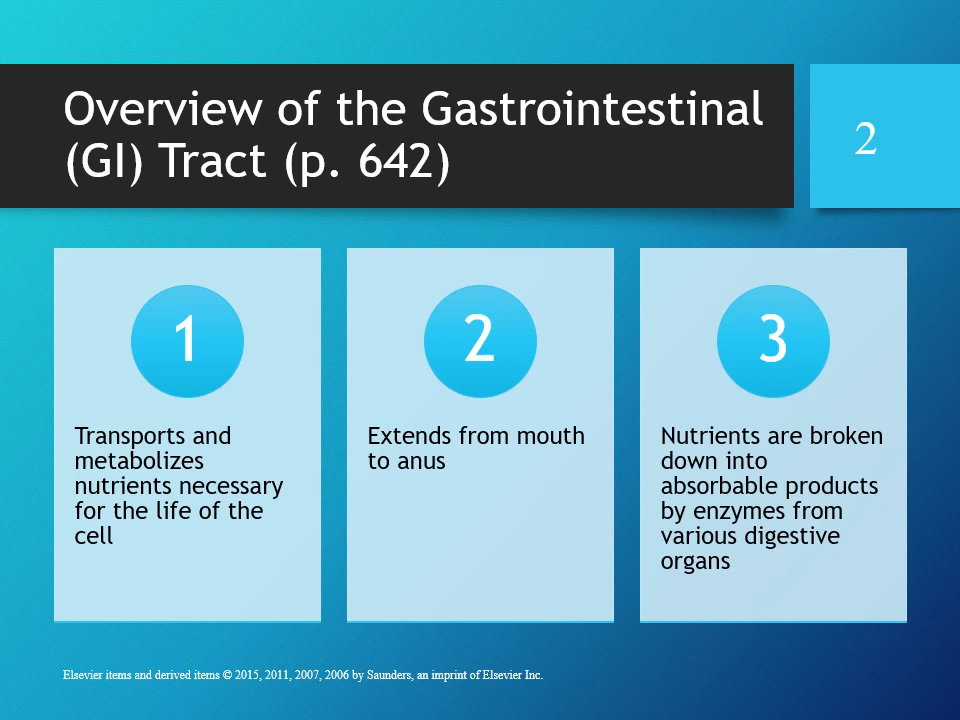 Overview of the Gastrointestinal
(GI) Tract (p. 642)
2
1
Transports and
metabolizes
nutrients necessary
for the life of the
cell
2
Extends from mouth
to anus
3
Nutrients are broken
down into
absorbable products
by enzymes from
various digestive
organs
Elsevier items and derived items © 2015, 2011, 2007, 2006 by Saunders, an imprint of Elsevier Inc.